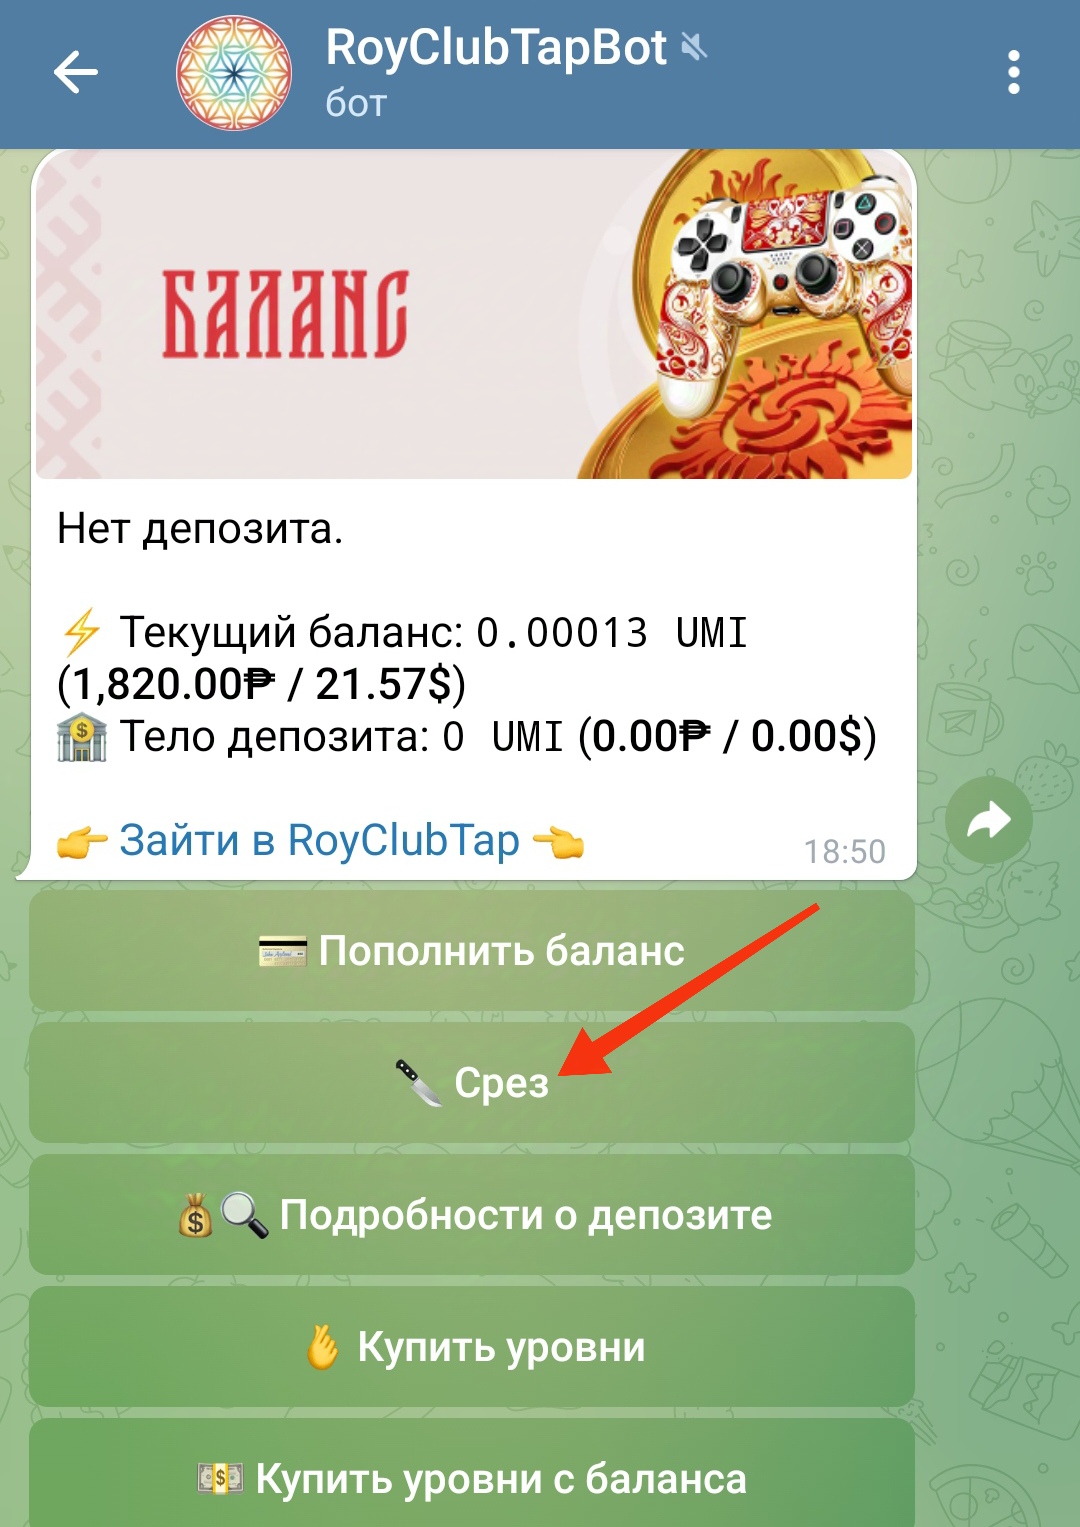 RoyClubTapBot
бот
БАЛАНС
Нет депозита.
⚡ Текущий баланс: 0.00013 UMI
(1,820.00₱ / 21.57$)
🏦 Тело депозита: 0 UMI (0.00₱ / 0.00$)
👉 Зайти в RoyClubTap 👈
18:50
💳 Пополнить баланс
🔪 Срез
💰🔍 Подробности о депозите
🫰 Купить уровни
💵 Купить уровни с баланса